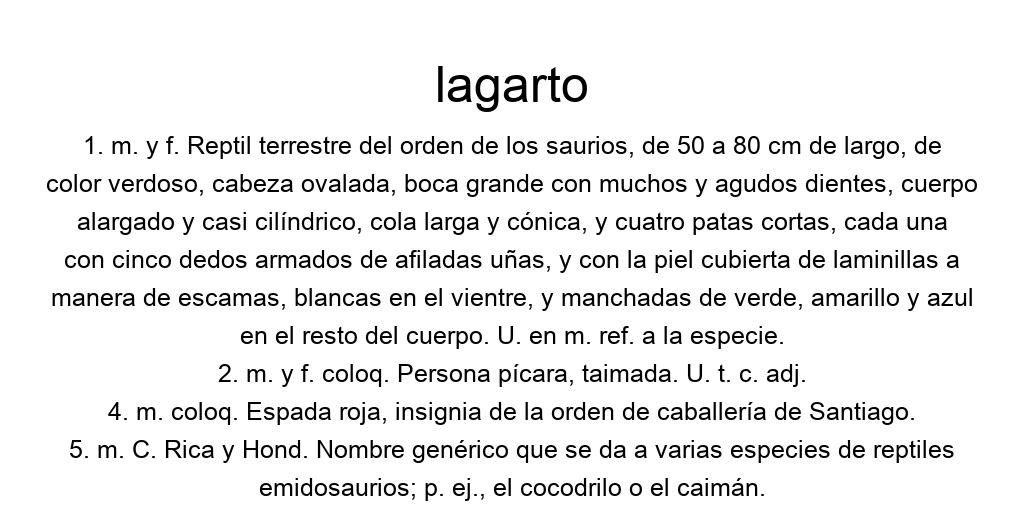 lagarto
1. m. y f. Reptil terrestre del orden de los saurios, de 50 a 80 cm de largo, de
color verdoso, cabeza ovalada, boca grande con muchos y agudos dientes, cuerpo
alargado y casi cilíndrico, cola larga y cónica, y cuatro patas cortas, cada una
con cinco dedos armados de afiladas uñas, y con la piel cubierta de laminillas a
manera de escamas, blancas en el vientre, y manchadas de verde, amarillo y azul
en el resto del cuerpo. U. en m. ref. a la especie.
2. m. y f. coloq. Persona pícara, taimada. U. t. c. adj.
4. m. coloq. Espada roja, insignia de la orden de caballería de Santiago.
5. m. C. Rica y Hond. Nombre genérico que se da a varias especies de reptiles
emidosaurios; p. ej., el cocodrilo o el caimán.